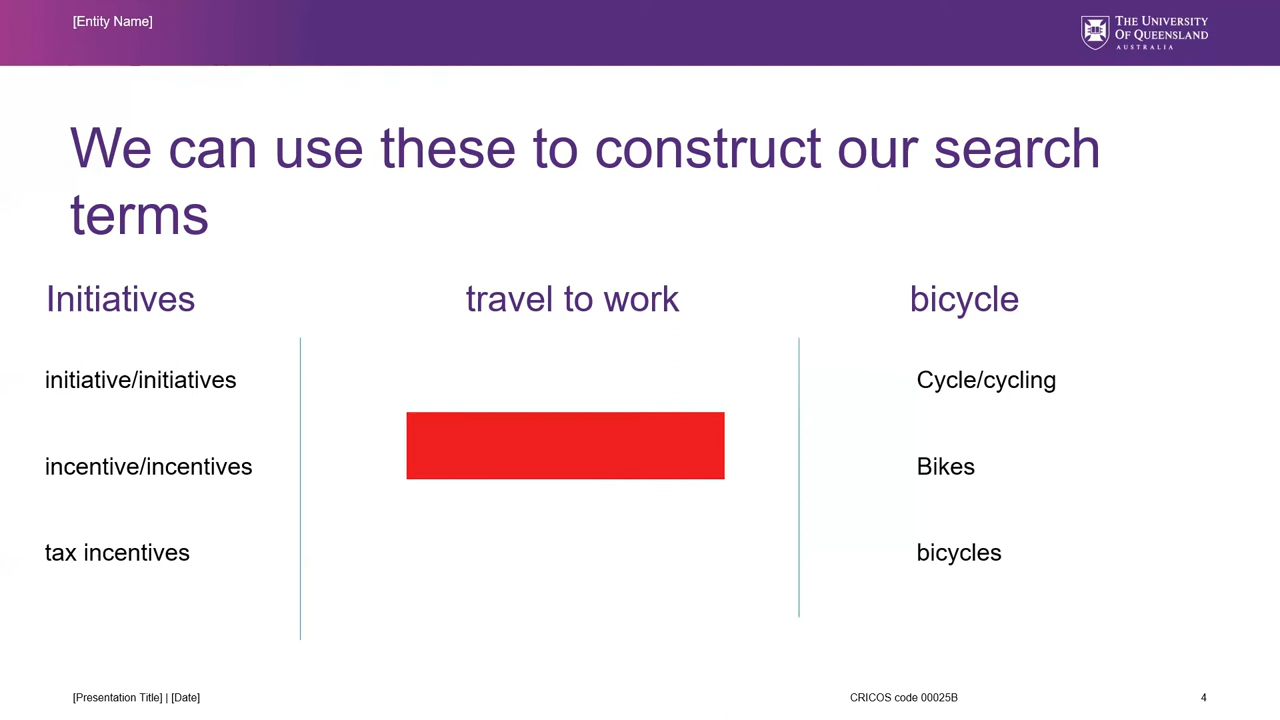 [Entity Name]
THE UNIVERSITY
OF QUEENSLAND
AUSTRALIA
We can use these to construct our search
terms
Initiatives
travel to work
bicycle
initiative/initiatives
Cycle/cycling
incentive/incentives
Bikes
tax incentives
bicycles
[Presentation Title] | [Date]
CRICOS code 00025B
4